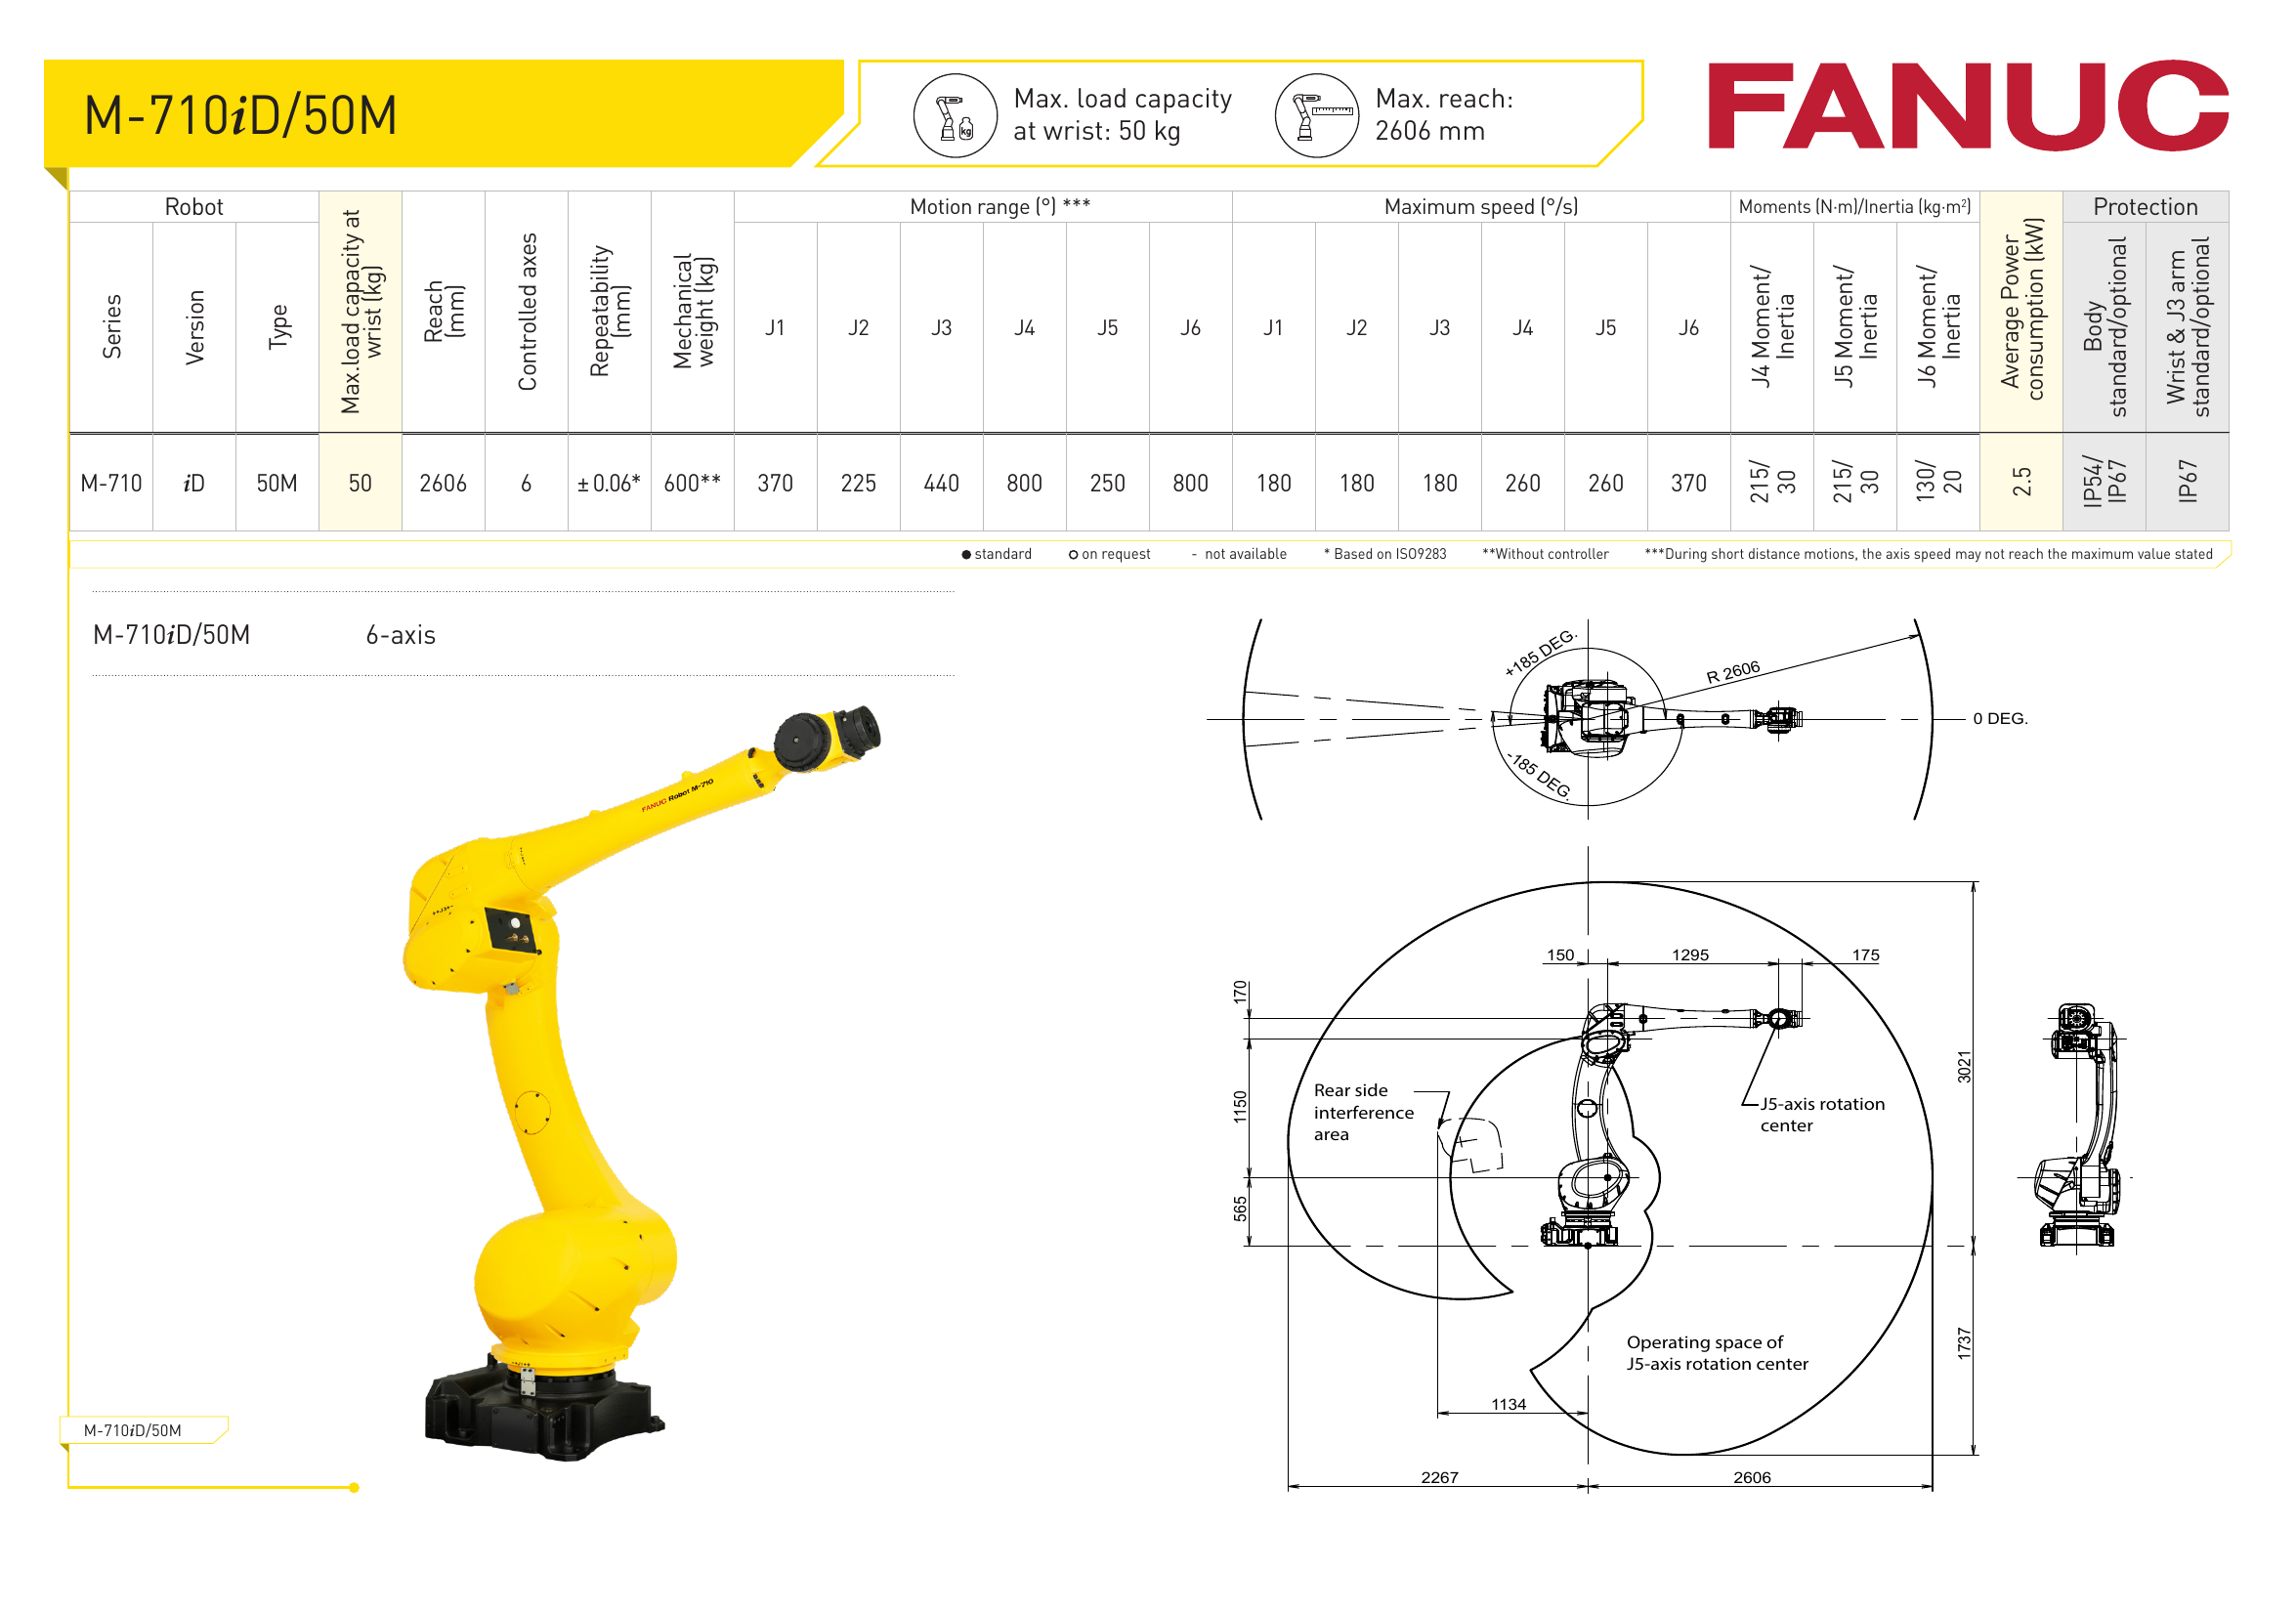 M-710iD/50M
Max. load capacity
at wrist: 50 kg
kg
Max. reach:
2606 mm
FANUC
Robot
Motion range (°) ***
Maximum speed (°/s)
Moments (N·m)/Inertia (kg·m²)
Protection
Series
Version
Type
Max.load capacity at
wrist (kg)
Reach
(mm)
Controlled axes
Repeatability
(mm)
Mechanical
weight (kg)
J1
J2
J3
J4
J5
J6
J1
J2
J3
J4
J5
J6
J4 Moment/
Inertia
J5 Moment/
Inertia
J6 Moment/
Inertia
Average Power
consumption (kW)
Body
standard/optional
Wrist & J3 arm
standard/optional
M-710
iD
50M
50
2606
6
± 0.06*
600**
370
225
440
800
250
800
180
180
180
260
260
370
215/
30
215/
30
130/
20
2.5
IP54/
IP67
IP67
● standard
○ on request
- not available
* Based on ISO9283
**Without controller
***During short distance motions, the axis speed may not reach the maximum value stated
M-710iD/50M
6-axis
FANUC Robot M-710
+185 DEG.
R 2606
0 DEG.
-185 DEG.
150
1295
175
170
1150
565
3021
Rear side
interference
area
J5-axis rotation
center
Operating space of
J5-axis rotation center
1737
1134
2267
2606
M-710iD/50M